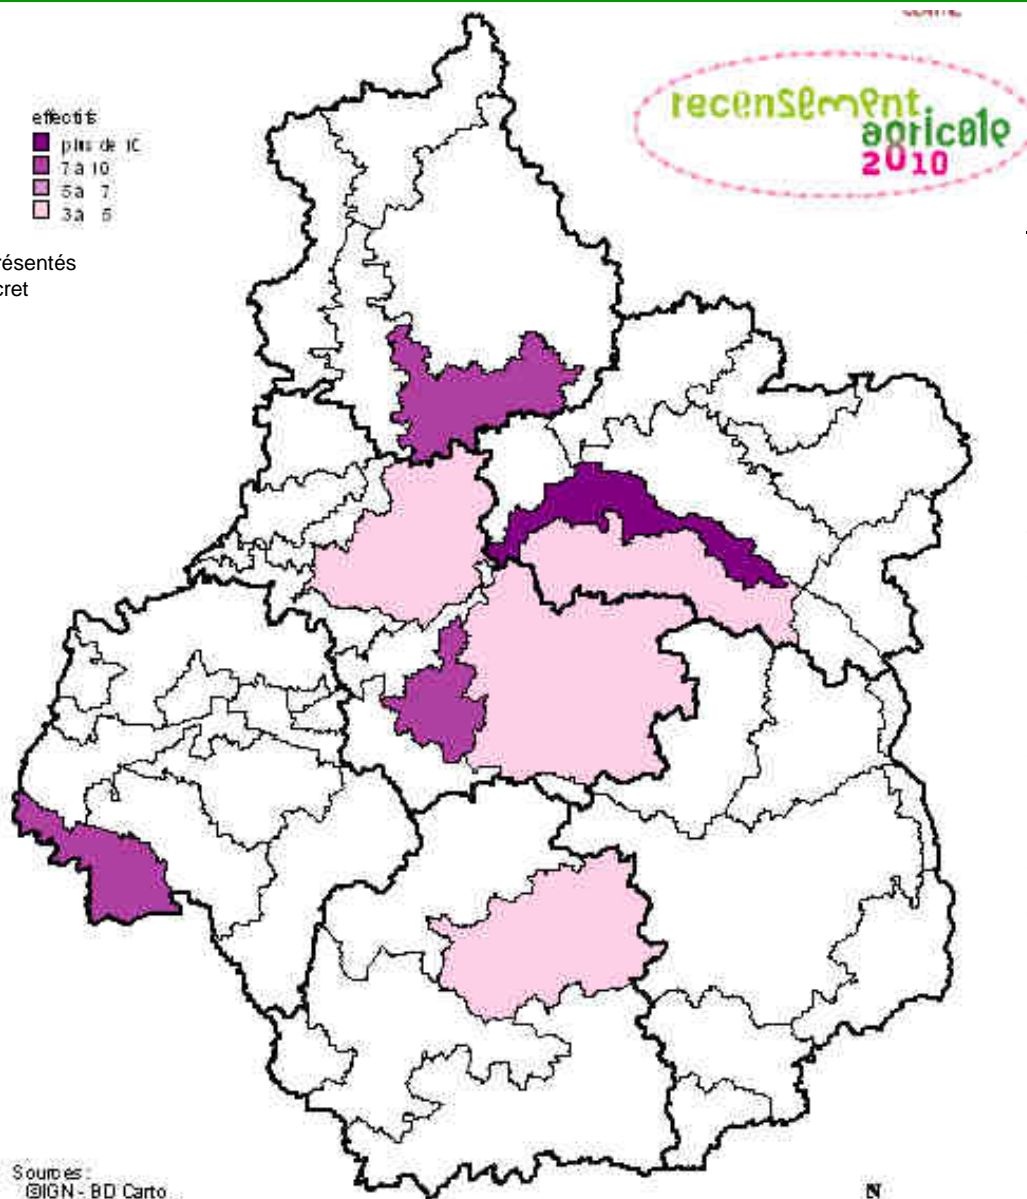 recensement
agricole
2010
effectifs
plus de 10
7 à 10
5 à 7
3 à 5
résentés
cret
Sources :
©IGN - BD Carto
N